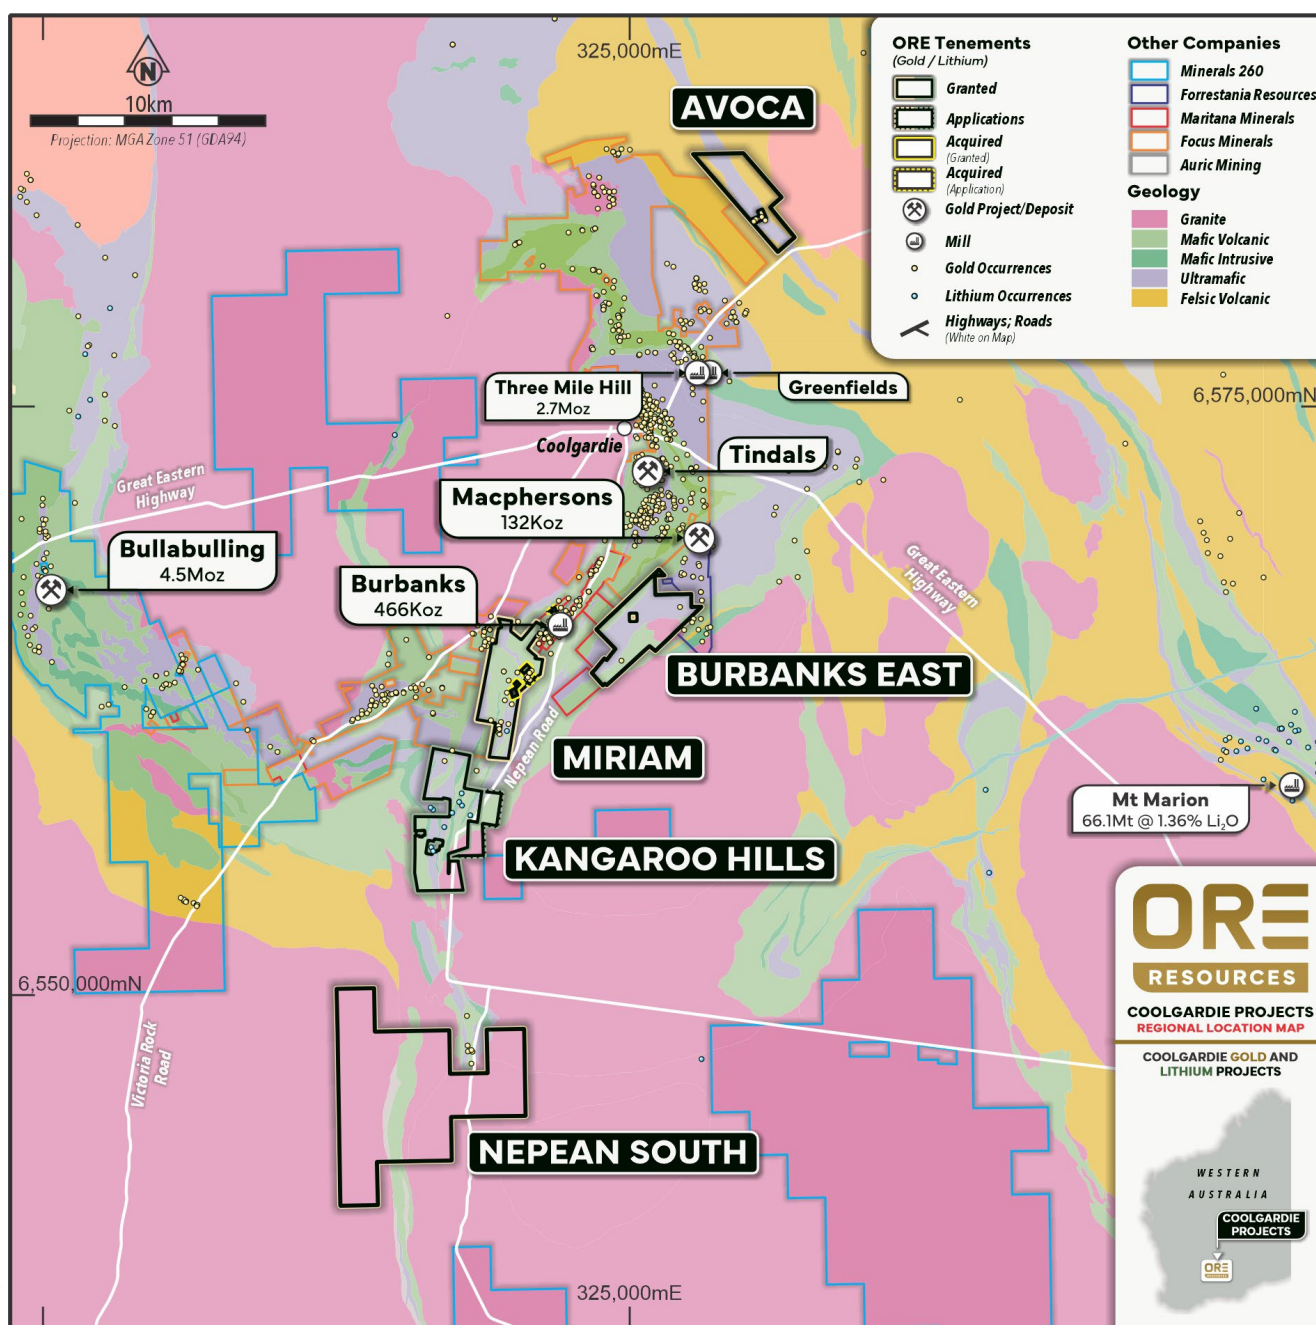 325,000mE
N
10km
Projection: MGA Zone 51 (GDA94)
AVOCA
ORE Tenements
(Gold / Lithium)
Granted
Applications
Acquired
(Granted)
Acquired
(Application)
Gold Project/Deposit
Mill
Gold Occurrences
Lithium Occurrences
Highways; Roads
(White on Map)
Other Companies
Minerals 260
Forrestania Resources
Maritana Minerals
Focus Minerals
Auric Mining
Geology
Granite
Mafic Volcanic
Mafic Intrusive
Ultramafic
Felsic Volcanic
Three Mile Hill
2.7Moz
Greenfields
6,575,000mN
Coolgardie
Tindals
Great Eastern
Highway
Macphersons
132Koz
Bullabulling
4.5Moz
Great Eastern
Highway
Burbanks
466Koz
BURBANKS EAST
Nepean Road
MIRIAM
Mt Marion
66.1Mt @ 1.36% Li₂O
KANGAROO HILLS
6,550,000mN
Victoria Rock
Road
NEPEAN SOUTH
325,000mE
ORE
RESOURCES
COOLGARDIE PROJECTS
REGIONAL LOCATION MAP
COOLGARDIE GOLD AND
LITHIUM PROJECTS
WESTERN
AUSTRALIA
COOLGARDIE
PROJECTS
ORE